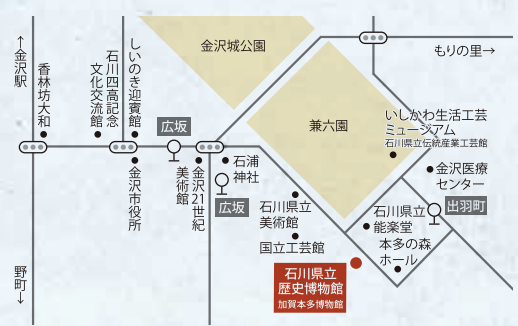 ←金沢駅
香林坊大和
石川四高記念
文化交流館
しいのき迎賓館
金沢城公園
もりの里→
広坂
兼六園
いしかわ生活工芸
ミュージアム
石川県立伝統産業工芸館
金沢市役所
金沢21世紀
美術館
石浦
神社
広坂
金沢医療
センター
出羽町
石川県立
美術館
国立工芸館
石川県立
能楽堂
本多の森
ホール
石川県立
歴史博物館
加賀本多博物館
野町↓